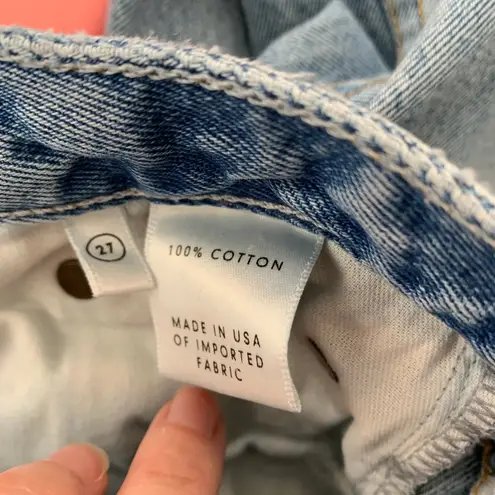 27
100% COTTON
MADE IN USA
OF IMPORTED
FABRIC